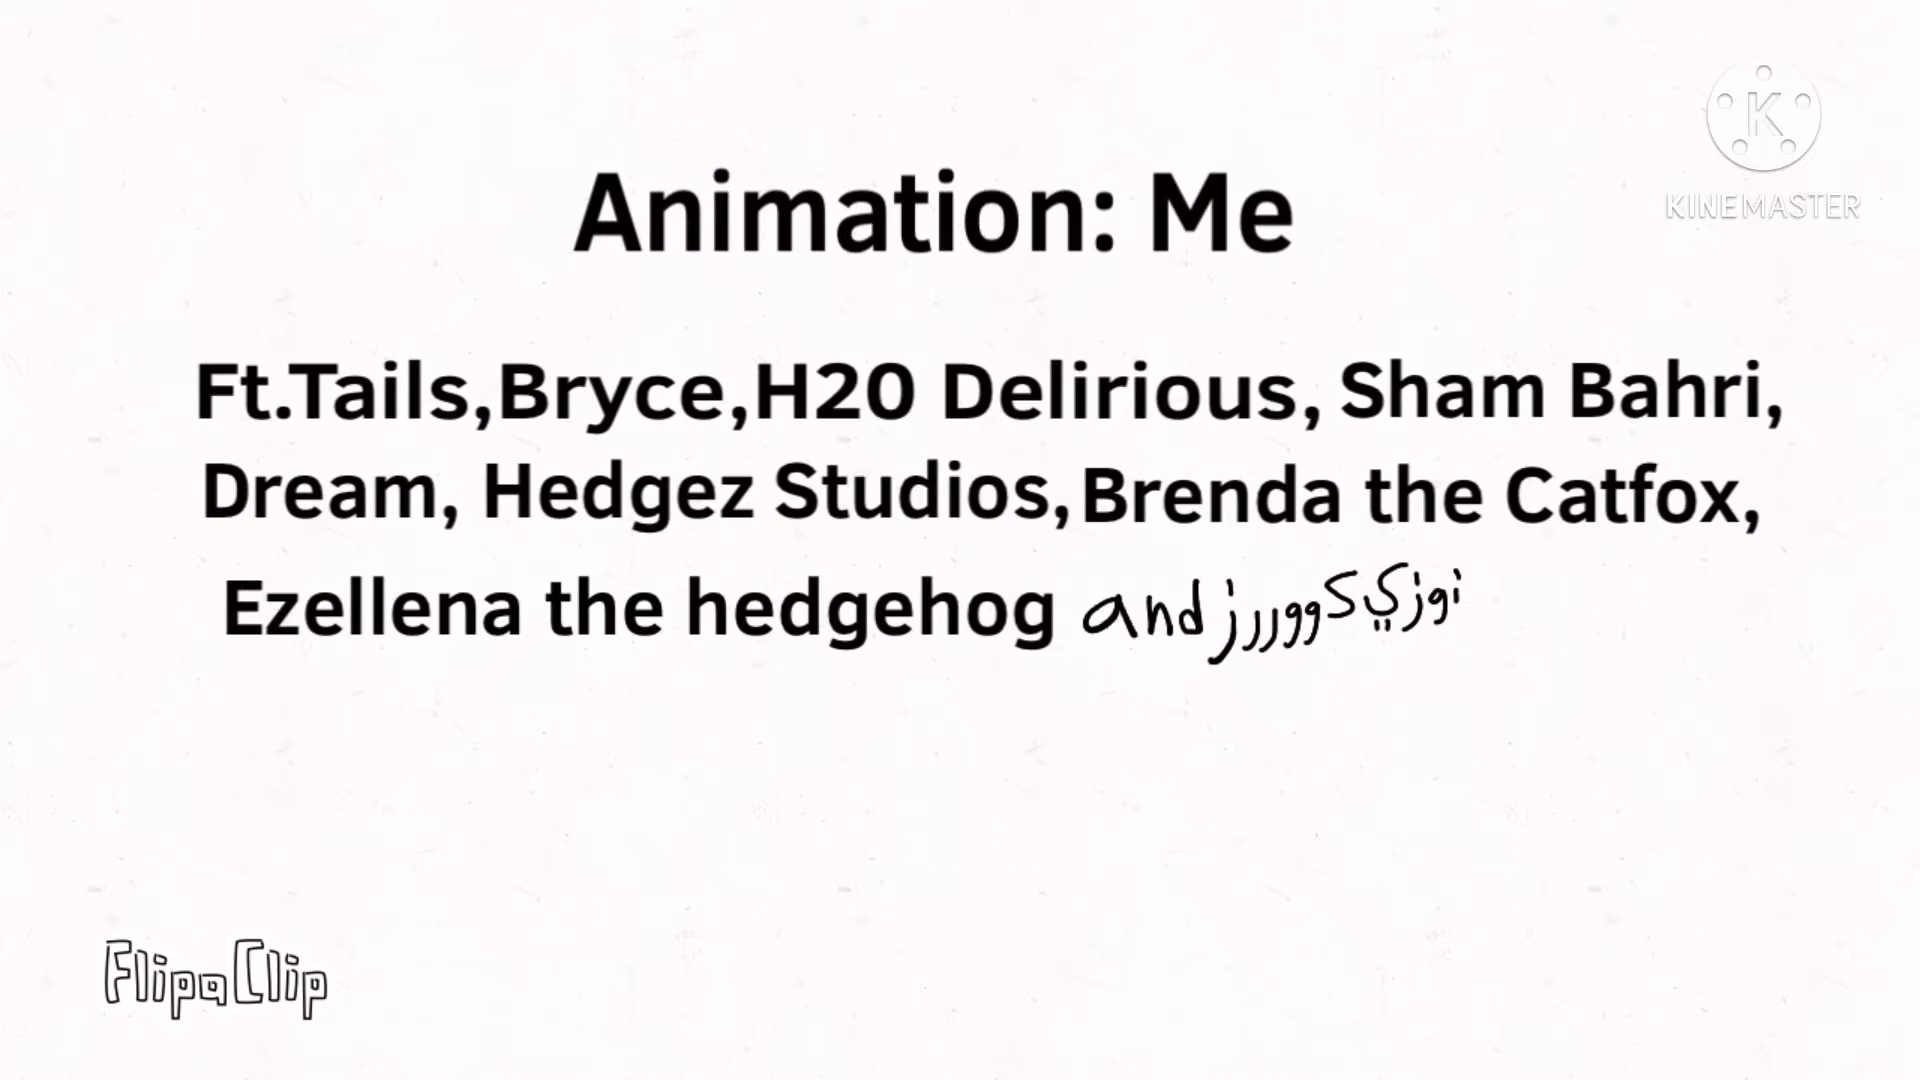 KINEMASTER
Animation: Me
Ft.Tails,Bryce,H20 Delirious, Sham Bahri,
Dream, Hedgez Studios,Brenda the Catfox,
Ezellena the hedgehog and
FlipaClip